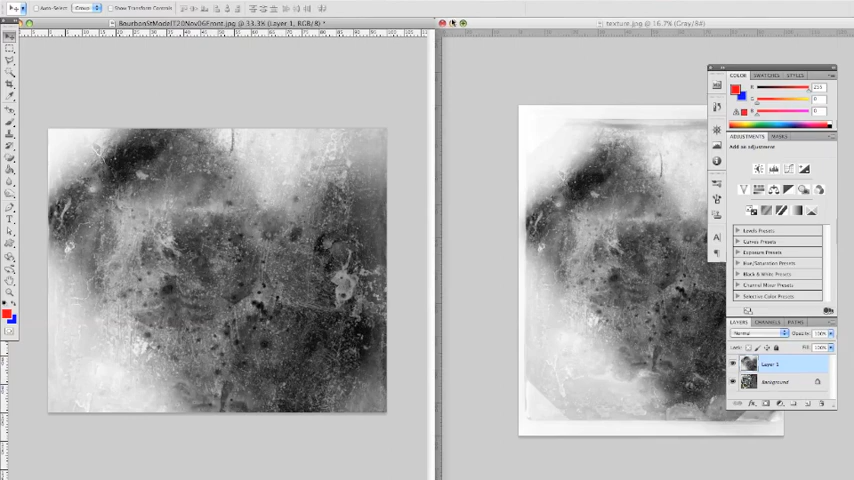 Auto-Select: Group Show Transform Controls
BourbonStModelT20Nov06Front.jpg @ 33.3% (Layer 1, RGB/8) *
texture.jpg @ 16.7% (Gray/8#)
COLOR SWATCHES STYLES
R 255
G 0
B 0
ADJUSTMENTS MASKS
Add an adjustment
Levels Presets
Curves Presets
Exposure Presets
Hue/Saturation Presets
Black & White Presets
Channel Mixer Presets
Selective Color Presets
LAYERS CHANNELS PATHS
Normal Opacity: 100%
Lock: Fill: 100%
Layer 1
Background